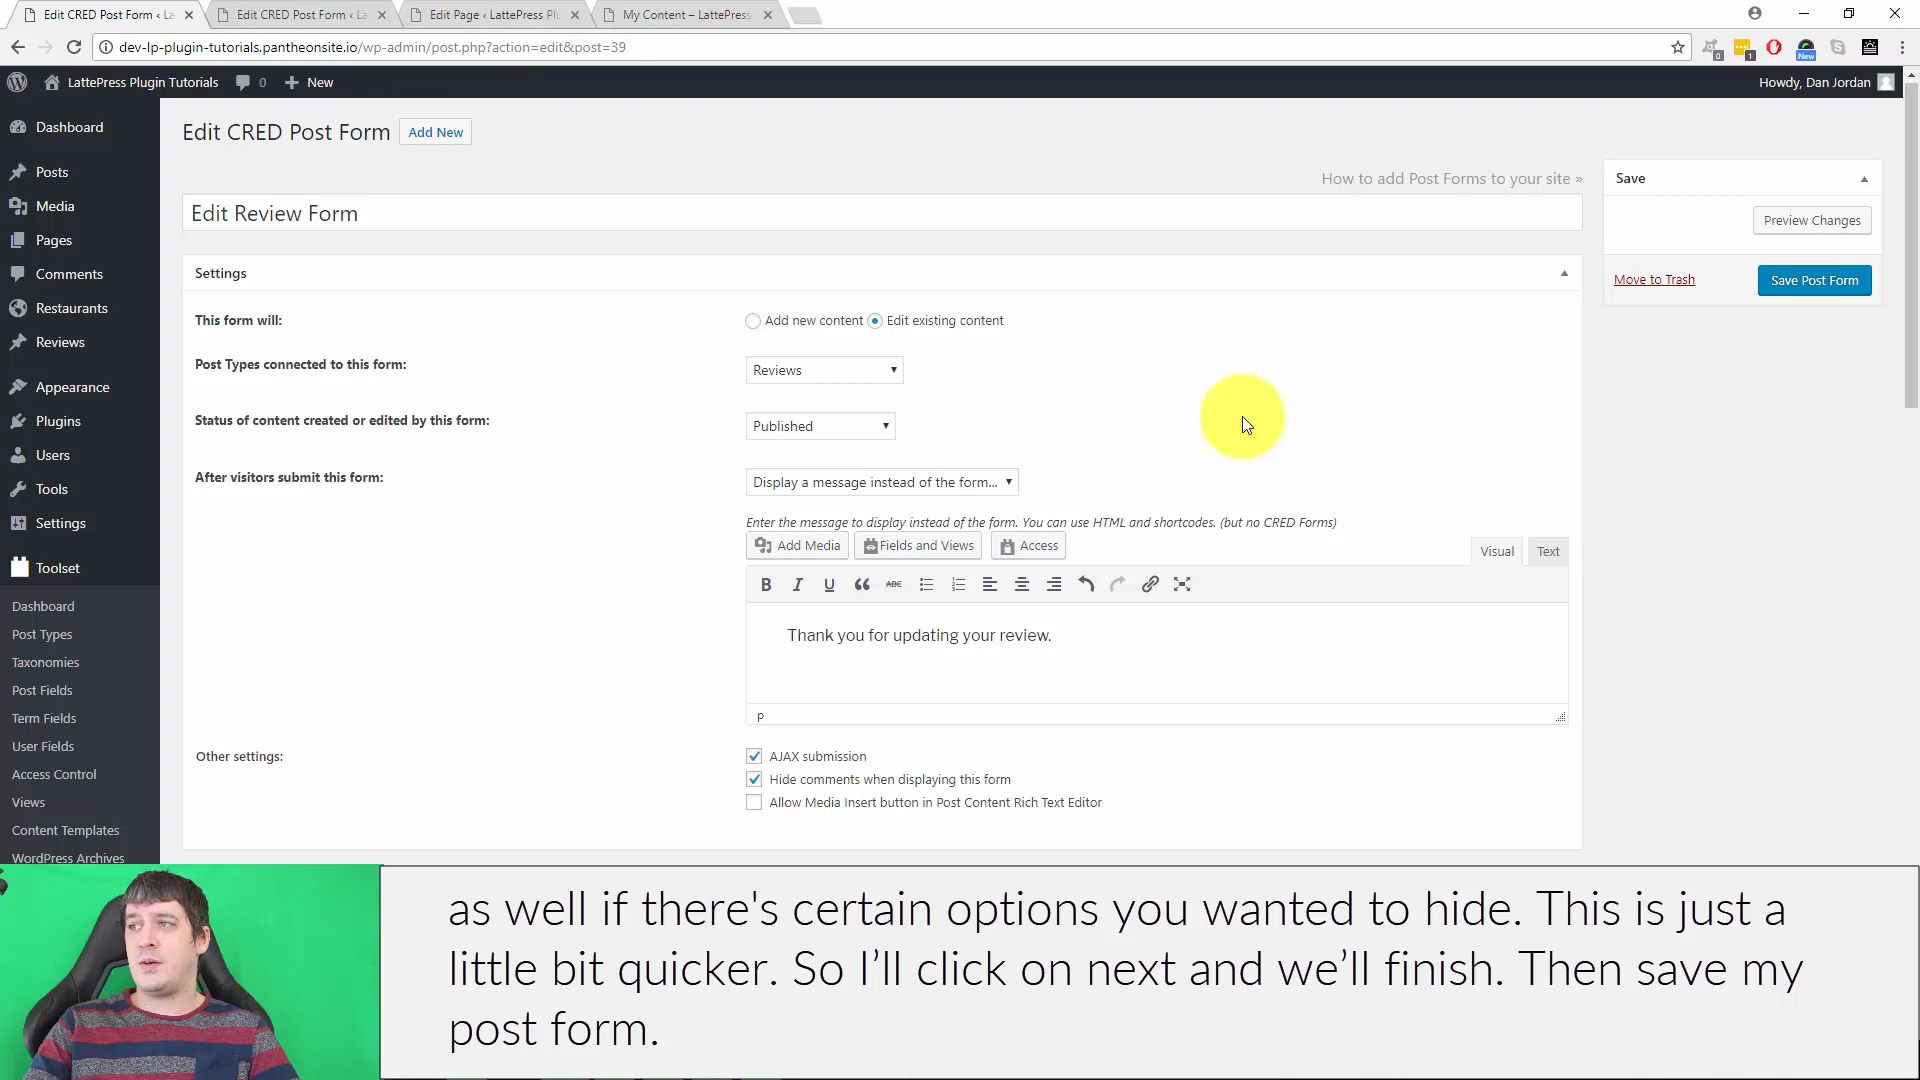 Edit CRED Post Form ‹ La
Edit CRED Post Form ‹ La
Edit Page ‹ LattePress Plu
My Content – LattePress
dev-lp-plugin-tutorials.pantheonsite.io/wp-admin/post.php?action=edit&post=39
0
1
New
LattePress Plugin Tutorials
0
New
Howdy, Dan Jordan
Dashboard
Posts
Media
Pages
Comments
Restaurants
Reviews
Appearance
Plugins
Users
Tools
Settings
Toolset
Dashboard
Post Types
Taxonomies
Post Fields
Term Fields
User Fields
Access Control
Views
Content Templates
WordPress Archives
Edit CRED Post Form
Add New
How to add Post Forms to your site »
Edit Review Form
Settings
This form will:
Add new content
Edit existing content
Post Types connected to this form:
Reviews
Status of content created or edited by this form:
Published
After visitors submit this form:
Display a message instead of the form...
Enter the message to display instead of the form. You can use HTML and shortcodes. (but no CRED Forms)
Add Media
Fields and Views
Access
Visual
Text
B I U ABC
Thank you for updating your review.
p
Other settings:
AJAX submission
Hide comments when displaying this form
Allow Media Insert button in Post Content Rich Text Editor
Save
Preview Changes
Move to Trash
Save Post Form
as well if there's certain options you wanted to hide. This is just a
little bit quicker. So I’ll click on next and we’ll finish. Then save my
post form.